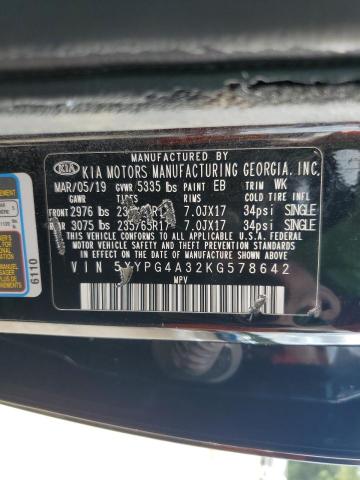 MANUFACTURED BY
KIA KIA MOTORS MANUFACTURING GEORGIA, INC.
MAR/05/19 GVWR 5335 lbs PAINT EB TRIM WK
GAWR TIRES RIMS COLD TIRE INFL
FRONT 2976 lbs 7.0JX17 34psi SINGLE
3075 lbs 235/65R17 7.0JX17 34psi SINGLE
THIS VEHICLE CONFORMS TO ALL APPLICABLE U.S.A. FEDERAL
MOTOR VEHICLE SAFETY, BUMPER, AND THEFT PREVENTION
STANDARDS IN EFFECT ON THE DATE OF MANUFACTURE SHOWN ABOVE.
VIN PG4A32KG578642
MPV
6110